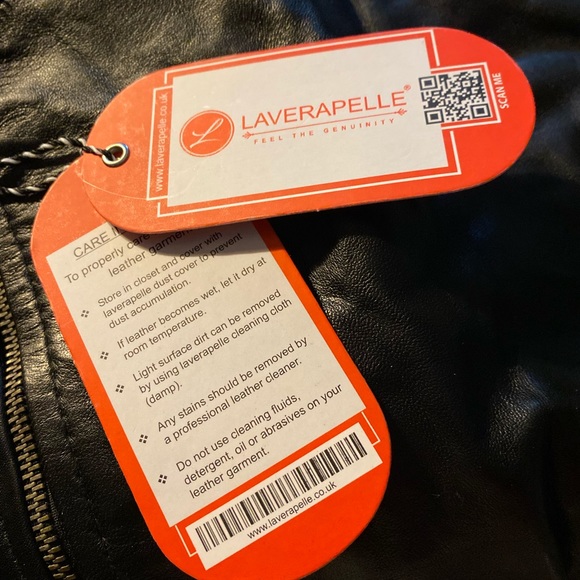 www.laverapelle.co.uk
L
LAVERAPELLE®
FEEL THE GENUINITY
SCAN ME
CARE
To properly care
leather garment
❖ Store in closet and cover with
laverapelle dust cover to prevent
dust accumulation.
❖ If leather becomes wet, let it dry at
room temperature.
❖ Light surface dirt can be removed
by using laverapelle cleaning cloth
(damp).
❖ Any stains should be removed by
a professional leather cleaner.
❖ Do not use cleaning fluids,
detergent, oil or abrasives on your
leather garment.
www.laverapelle.co.uk